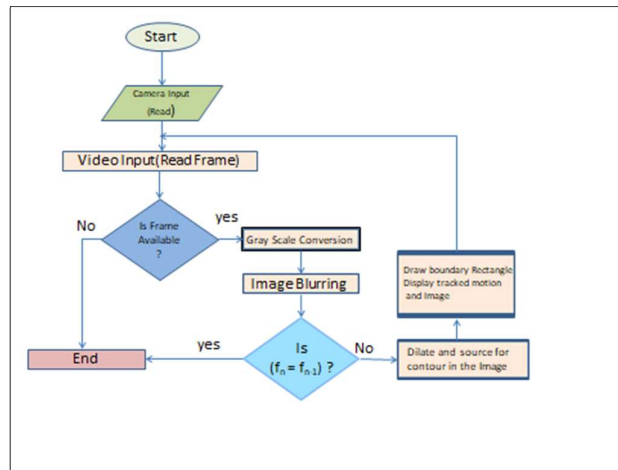 Start
Camera Input
(Read)
Video Input(Read Frame)
No
Is Frame
Available
?
yes
Gray Scale Conversion
Image Blurring
Is
(fn = fn-1) ?
yes
End
No
Dilate and source for
contour in the Image
Draw boundary Rectangle
Display tracked motion
and Image